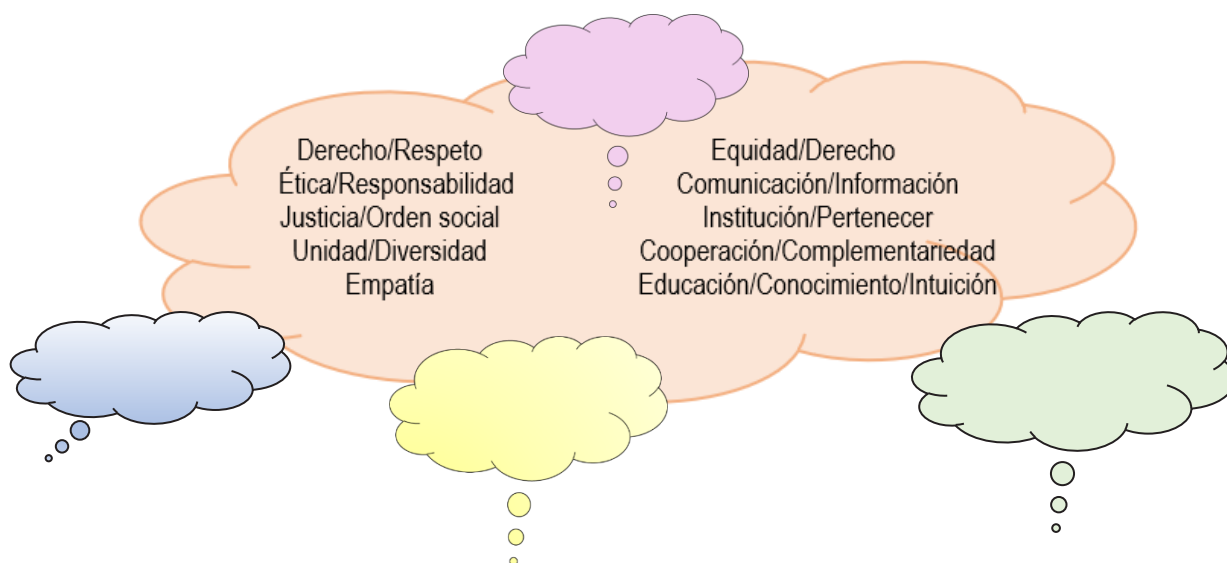 Derecho/Respeto
Ética/Responsabilidad
Justicia/Orden social
Unidad/Diversidad
Empatía
Equidad/Derecho
Comunicación/Información
Institución/Pertenecer
Cooperación/Complementariedad
Educación/Conocimiento/Intuición